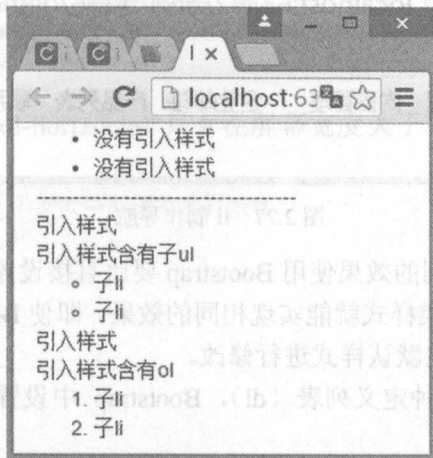 localhost:63
• 没有引入样式
• 没有引入样式
------------------------------
引入样式
引入样式含有子ul
○ 子li
○ 子li
引入样式
引入样式含有ol
1. 子li
2. 子li